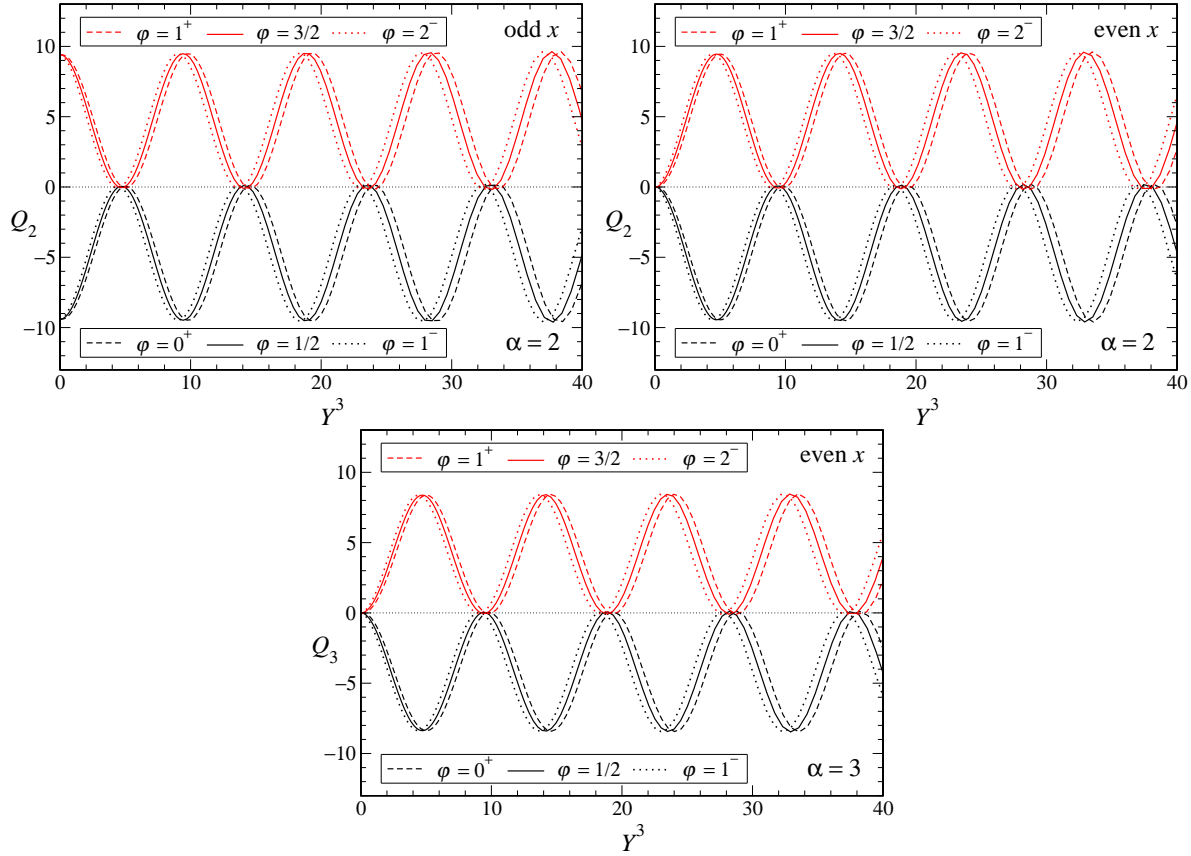 φ = 1⁺ φ = 3/2 φ = 2⁻ odd x
10
5
0
Q₂
−5
−10
φ = 0⁺ φ = 1/2 φ = 1⁻ α = 2
0 10 20 30 40
Y³
φ = 1⁺ φ = 3/2 φ = 2⁻ even x
10
5
0
Q₂
−5
−10
φ = 0⁺ φ = 1/2 φ = 1⁻ α = 2
0 10 20 30 40
Y³
φ = 1⁺ φ = 3/2 φ = 2⁻ even x
10
5
0
Q₃
−5
−10
φ = 0⁺ φ = 1/2 φ = 1⁻ α = 3
0 10 20 30 40
Y³